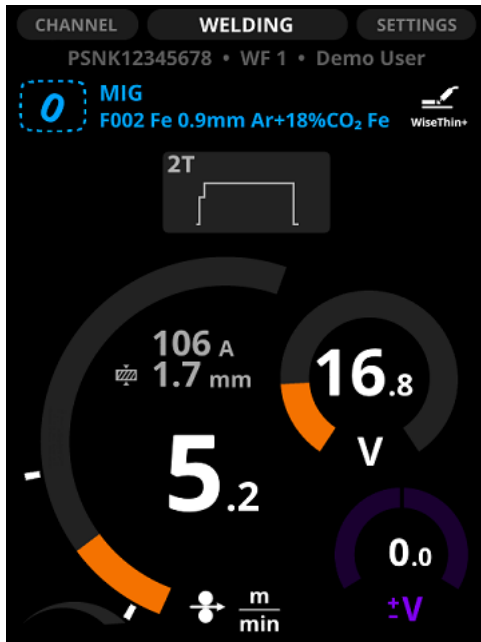 CHANNEL WELDING SETTINGS
PSNK12345678 • WF 1 • Demo User
0 MIG
F002 Fe 0.9mm Ar+18%CO₂ Fe
WiseThin+
2T
106 A
1.7 mm
16.8
V
5.2
0.0
±V
m
min